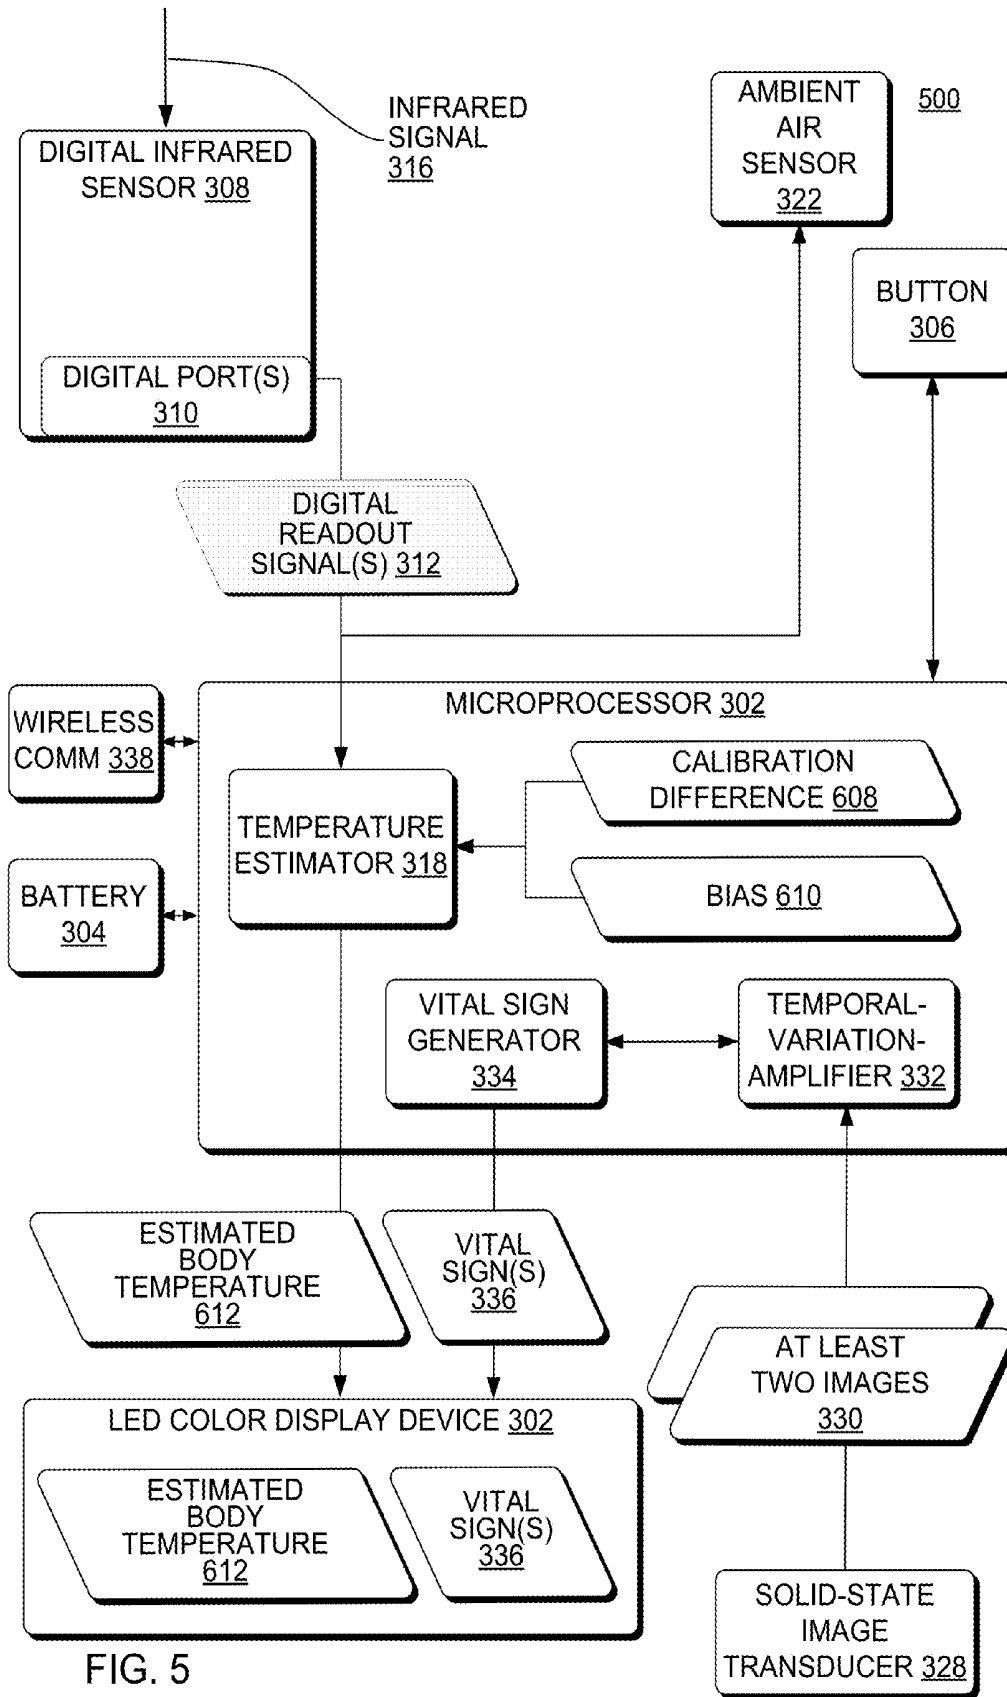 INFRARED
SIGNAL
316
AMBIENT
AIR
SENSOR
322
500
DIGITAL INFRARED
SENSOR 308
BUTTON
306
DIGITAL PORT(S)
310
DIGITAL
READOUT
SIGNAL(S) 312
MICROPROCESSOR 302
WIRELESS
COMM 338
CALIBRATION
DIFFERENCE 608
TEMPERATURE
ESTIMATOR 318
BATTERY
304
BIAS 610
VITAL SIGN
GENERATOR
334
TEMPORAL-
VARIATION-
AMPLIFIER 332
ESTIMATED
BODY
TEMPERATURE
612
VITAL
SIGN(S)
336
AT LEAST
TWO IMAGES
330
LED COLOR DISPLAY DEVICE 302
ESTIMATED
BODY
TEMPERATURE
612
VITAL
SIGN(S)
336
SOLID-STATE
IMAGE
TRANSDUCER 328
FIG. 5